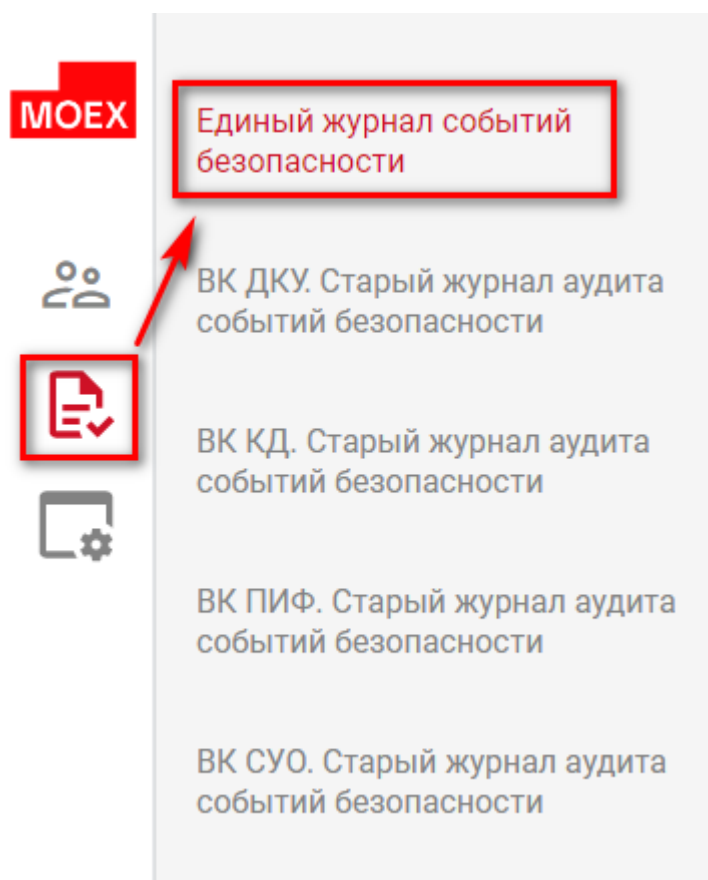 MOEX
Единый журнал событий
безопасности
ВК ДКУ. Старый журнал аудита
событий безопасности
ВК КД. Старый журнал аудита
событий безопасности
ВК ПИФ. Старый журнал аудита
событий безопасности
ВК СУО. Старый журнал аудита
событий безопасности